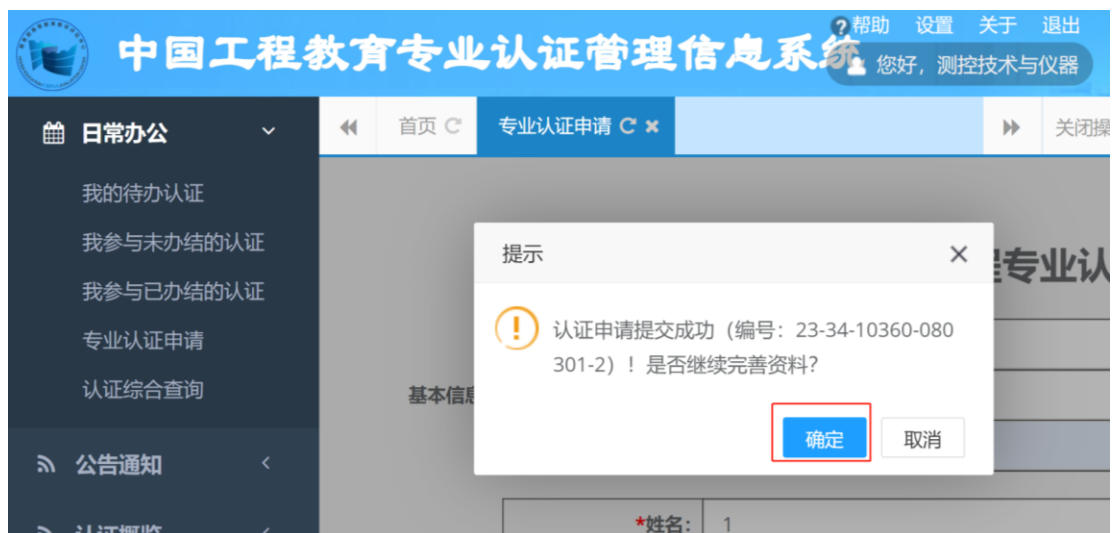 帮助 设置 关于 退出
中国工程教育专业认证管理信息系统
您好，测控技术与仪器
日常办公
首页 专业认证申请 关闭操
我的待办认证
我参与未办结的认证
我参与已办结的认证
专业认证申请
认证综合查询
公告通知
认证概览
提示
程专业认
认证申请提交成功（编号：23-34-10360-080
301-2）！是否继续完善资料？
基本信息
确定 取消
*姓名： 1